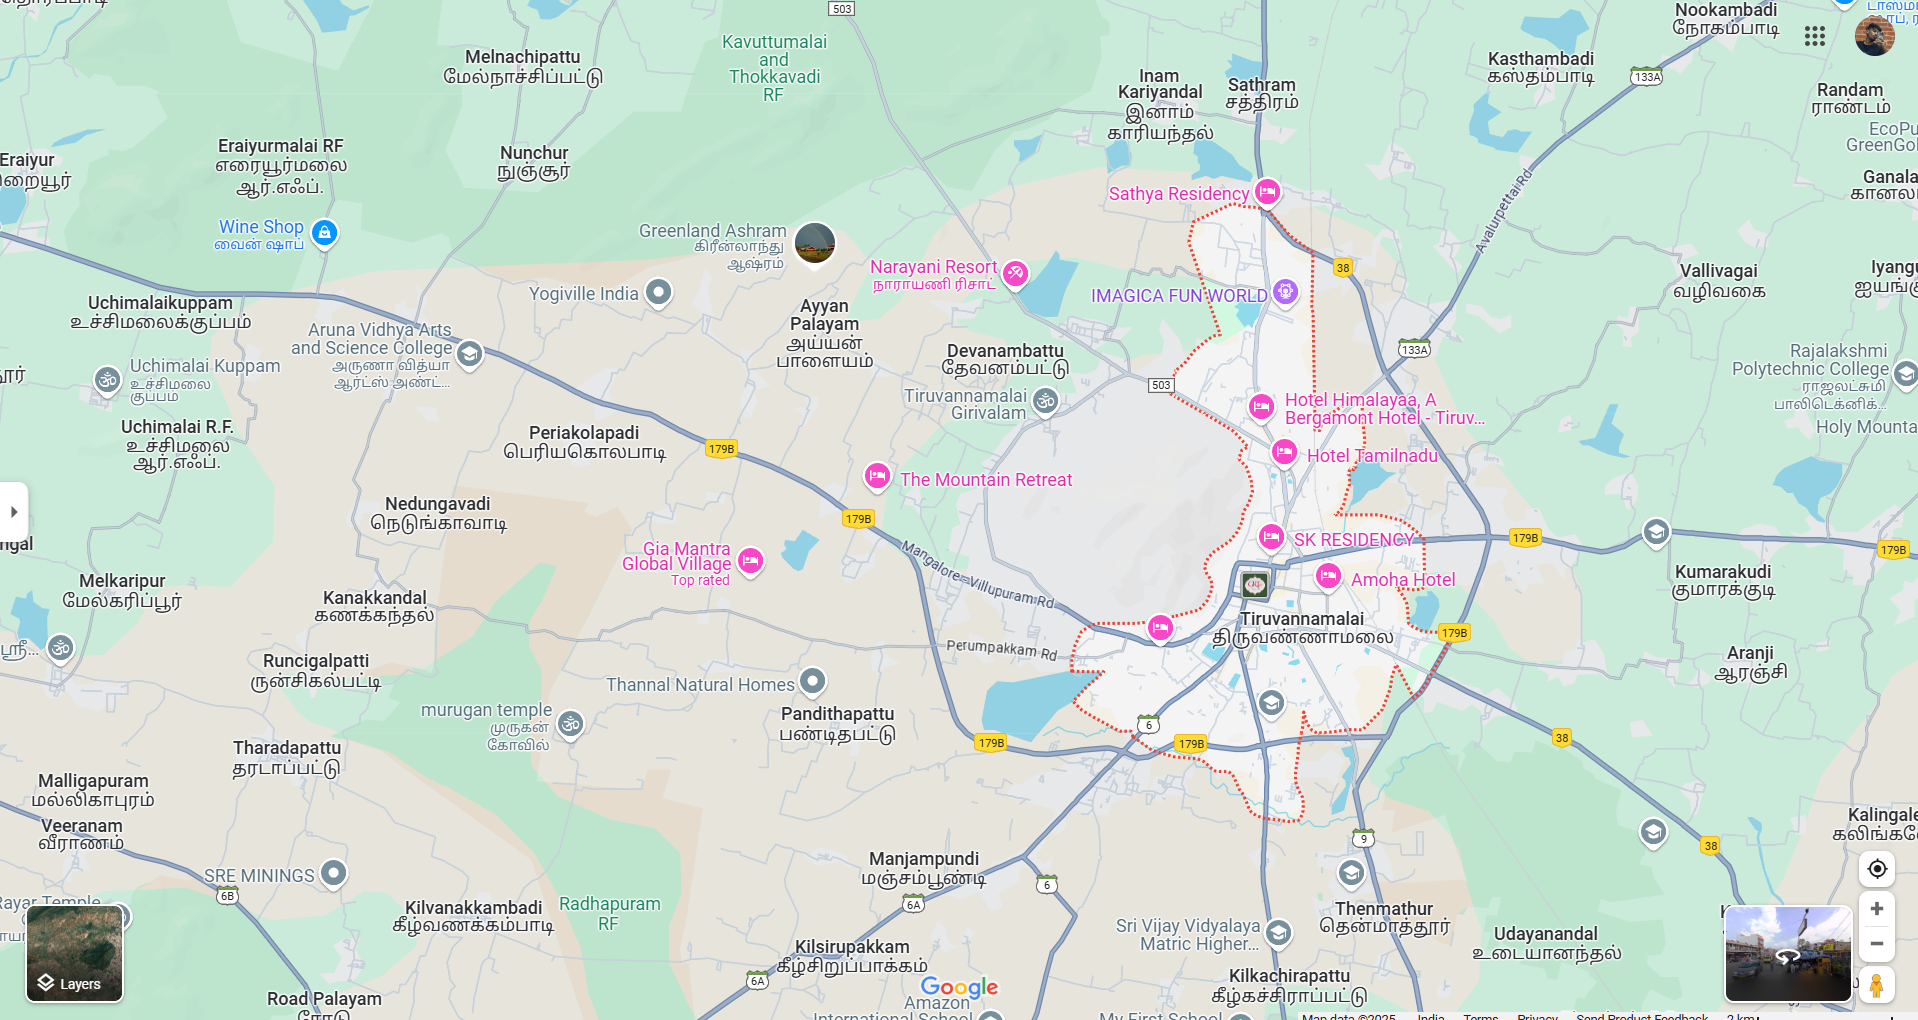 503
Nookambadi
நோகம்பாடி
Kavuttumalai
and
Thokkavadi
RF
Melnachipattu
மேல்நாச்சிப்பட்டு
Kasthambadi
கஸ்தம்பாடி
133A
Inam
Kariyandal
இனாம்
காரியந்தல்
Sathram
சத்திரம்
Randam
ராண்டம்
EcoPu
GreenGol
Eraiyurmalai RF
எரையூர்மலை
ஆர்.எஃப்.
Nunchur
நுஞ்சூர்
Eraiyur
றையூர்
Ganala
கானல
Sathya Residency
Avalurpettai Rd
Wine Shop
வைன் ஷாப்
Greenland Ashram
கிரீன்லாந்து
ஆஷ்ரம்
Narayani Resort
நாராயணி ரிசாட்
38
Vallivagai
வழிவகை
Iyangu
ஐயங்கு
Yogiville India
IMAGICA FUN WORLD
Uchimalaikuppam
உச்சிமலைக்குப்பம்
Ayyan
Palayam
அய்யன்
பாளையம்
Aruna Vidhya Arts
and Science College
அருணா வித்யா
ஆர்ட்ஸ் அண்ட்...
Devanambattu
தேவனம்பட்டு
133A
Rajalakshmi
Polytechnic College
ராஜலட்சுமி
பாலிடெக்னிக்...
Uchimalai Kuppam
உச்சிமலை
குப்பம்
503
Tiruvannamalai
Girivalam
Hotel Himalayaa, A
Bergamont Hotel - Tiruv...
Uchimalai R.F.
உச்சிமலை
ஆர்.எஃப்.
Periakolapadi
பெரியகொலபாடி
Holy Mounta
179B
Hotel Tamilnadu
The Mountain Retreat
Nedungavadi
நெடுங்காவாடி
179B
ngal
Gia Mantra
Global Village
Top rated
Mangalore - Villupuram Rd
SK RESIDENCY
179B
179B
Melkaripur
மேல்கரிப்பூர்
Amoha Hotel
Kumarakudi
குமாரக்குடி
Kanakkandal
கணக்கந்தல்
Tiruvannamalai
திருவண்ணாமலை
179B
ஸ்ரீ...
Perumpakkam Rd
Runcigalpatti
ருன்சிகல்பட்டி
Aranji
ஆரஞ்சி
Thannal Natural Homes
murugan temple
முருகன்
கோவில்
Pandithapattu
பண்டிதபட்டு
6
179B
179B
38
Tharadapattu
தரடாப்பட்டு
Malligapuram
மல்லிகாபுரம்
Veeranam
வீராணம்
Kalingale
கலிங்கலே
9
38
Manjampundi
மஞ்சம்பூண்டி
SRE MININGS
6B
6
6A
Rayar Temple
Kilvanakkambadi
கீழ்வணக்கம்பாடி
Radhapuram
RF
Thenmathur
தென்மாத்தூர்
Sri Vijay Vidyalaya
Matric Higher...
Udayanandal
உடையானந்தல்
Kilsirupakkam
கீழ்சிறுப்பாக்கம்
6A
Layers
Google
Kilkachirapattu
கீழ்கச்சிராப்பட்டு
Road Palayam
ரோடு
Amazon
International School
My First School
Map data ©2025 India Terms Privacy Send Product Feedback 2 km